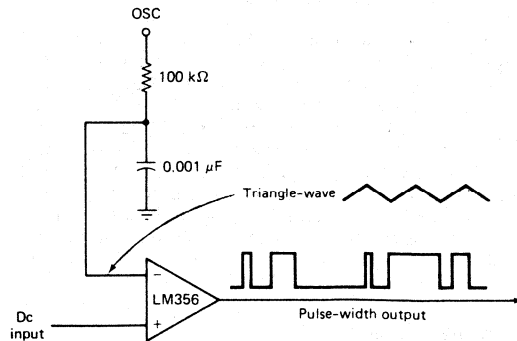 OSC
100 kΩ
0.001 μF
Triangle-wave
−
LM356
Dc
input
+
Pulse-width output